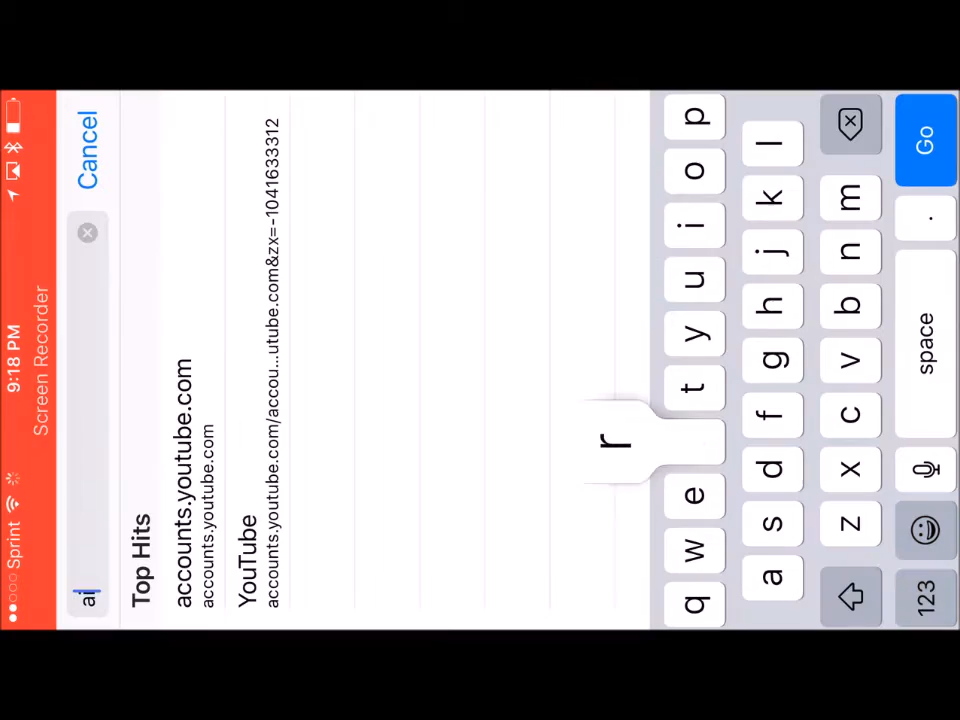 Sprint 9:18 PM
Screen Recorder
ai Cancel
Top Hits
accounts.youtube.com
accounts.youtube.com
YouTube
accounts.youtube.com/accou...utube.com&zx=-1041633312
r
q w e t y u i o p
a s d f g h j k l
z x c v b n m
123 space . Go